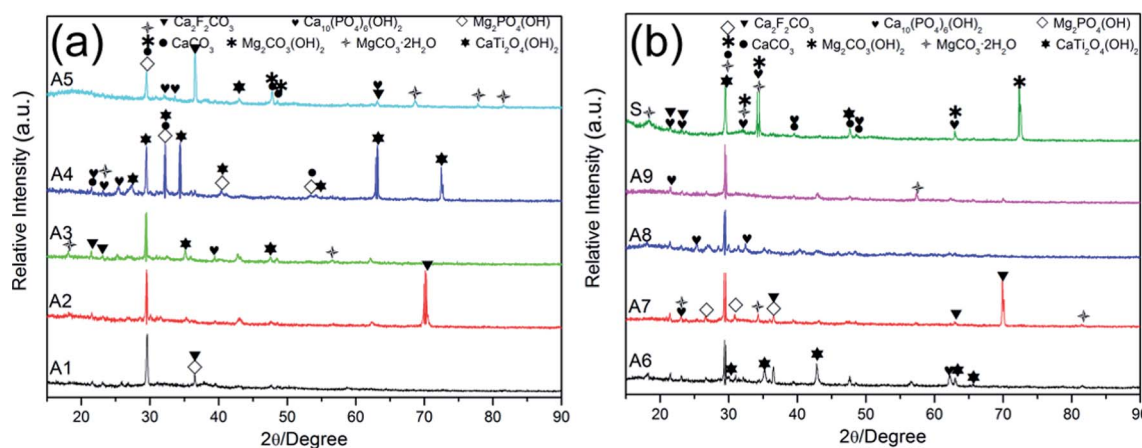 (a)
▼ Ca₂F₂CO₃ ♥ Ca₁₀(PO₄)₆(OH)₂ ◇ Mg₂PO₄(OH)
● CaCO₃ ✱ Mg₂CO₃(OH)₂ ✧ MgCO₃·2H₂O ✶ CaTi₂O₄(OH)₂
A5
A4
A3
A2
A1
Relative Intensity (a.u.)
20 30 40 50 60 70 80 90
2θ/Degree
(b)
▼ Ca₂F₂CO₃ ♥ Ca₁₀(PO₄)₆(OH)₂ ◇ Mg₂PO₄(OH)
● CaCO₃ ✱ Mg₂CO₃(OH)₂ ✧ MgCO₃·2H₂O ✶ CaTi₂O₄(OH)₂
S
A9
A8
A7
A6
Relative Intensity (a.u.)
20 30 40 50 60 70 80 90
2θ/Degree